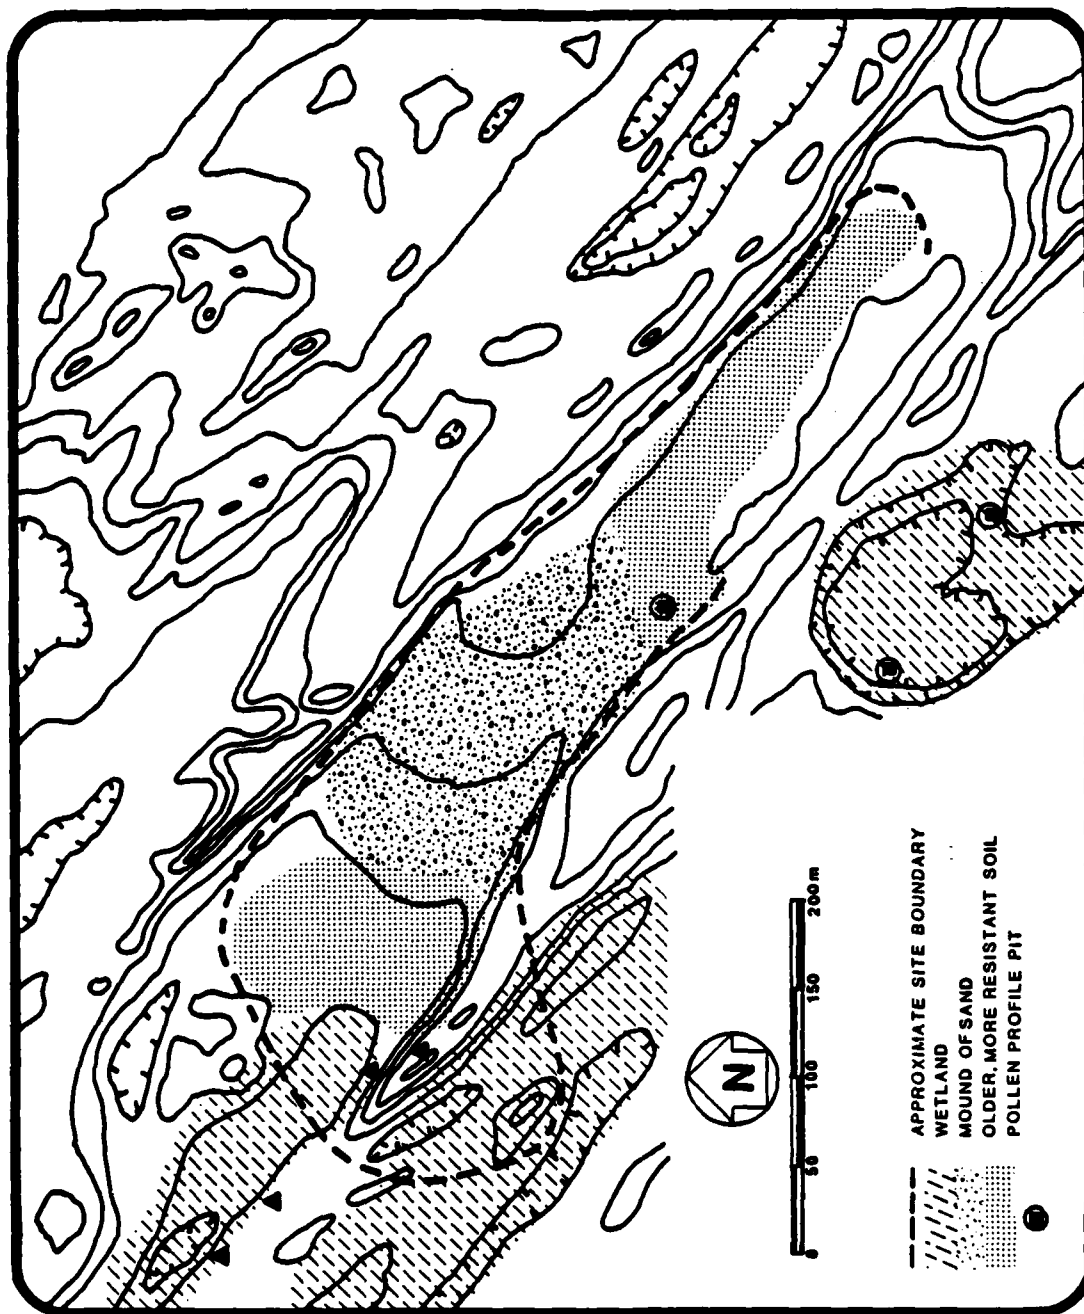 N
0 50 100 150 200m
APPROXIMATE SITE BOUNDARY
WETLAND
MOUND OF SAND
OLDER, MORE RESISTANT SOIL
POLLEN PROFILE PIT